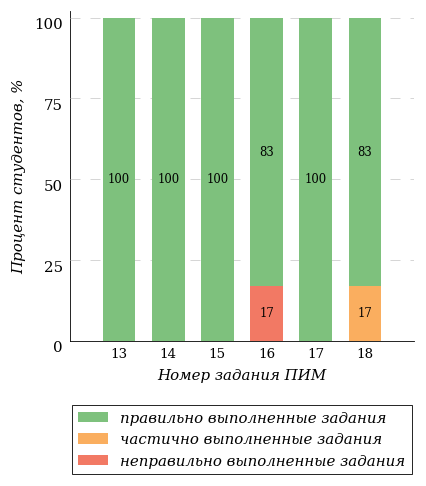 100
75
50
25
0
Процент студентов, %
83 83
100 100 100 100
17 17
13 14 15 16 17 18
Номер задания ПИМ
правильно выполненные задания
частично выполненные задания
неправильно выполненные задания